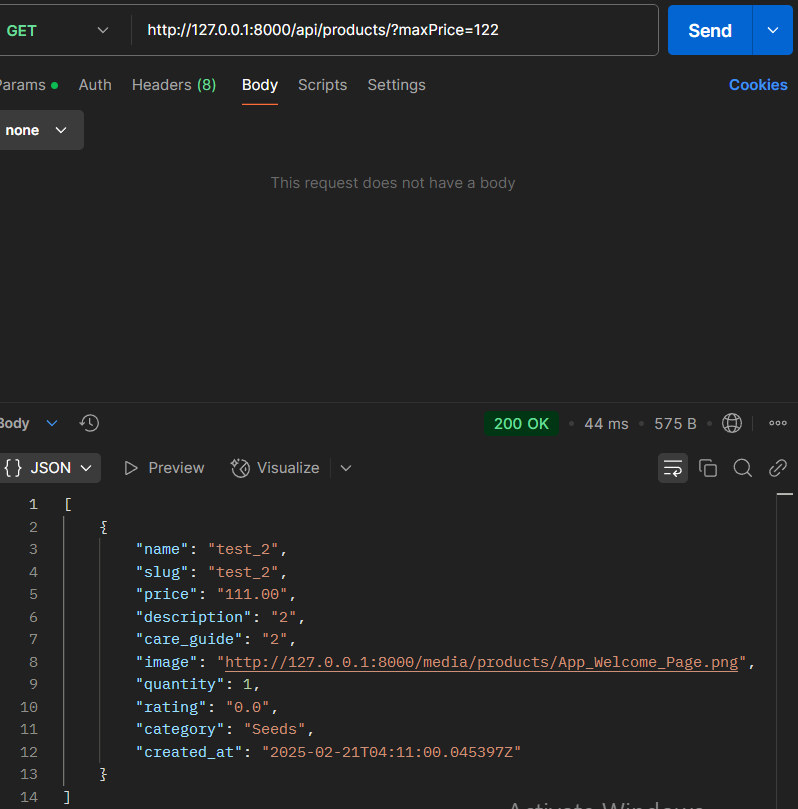 GET http://127.0.0.1:8000/api/products/?maxPrice=122 Send
Params Auth Headers (8) Body Scripts Settings Cookies
none
This request does not have a body
Body 200 OK • 44 ms • 575 B •
{} JSON Preview Visualize
1 [
2 {
3 "name": "test_2",
4 "slug": "test_2",
5 "price": "111.00",
6 "description": "2",
7 "care_guide": "2",
8 "image": "http://127.0.0.1:8000/media/products/App_Welcome_Page.png",
9 "quantity": 1,
10 "rating": "0.0",
11 "category": "Seeds",
12 "created_at": "2025-02-21T04:11:00.045397Z"
13 }
14 ]
Activate Windows